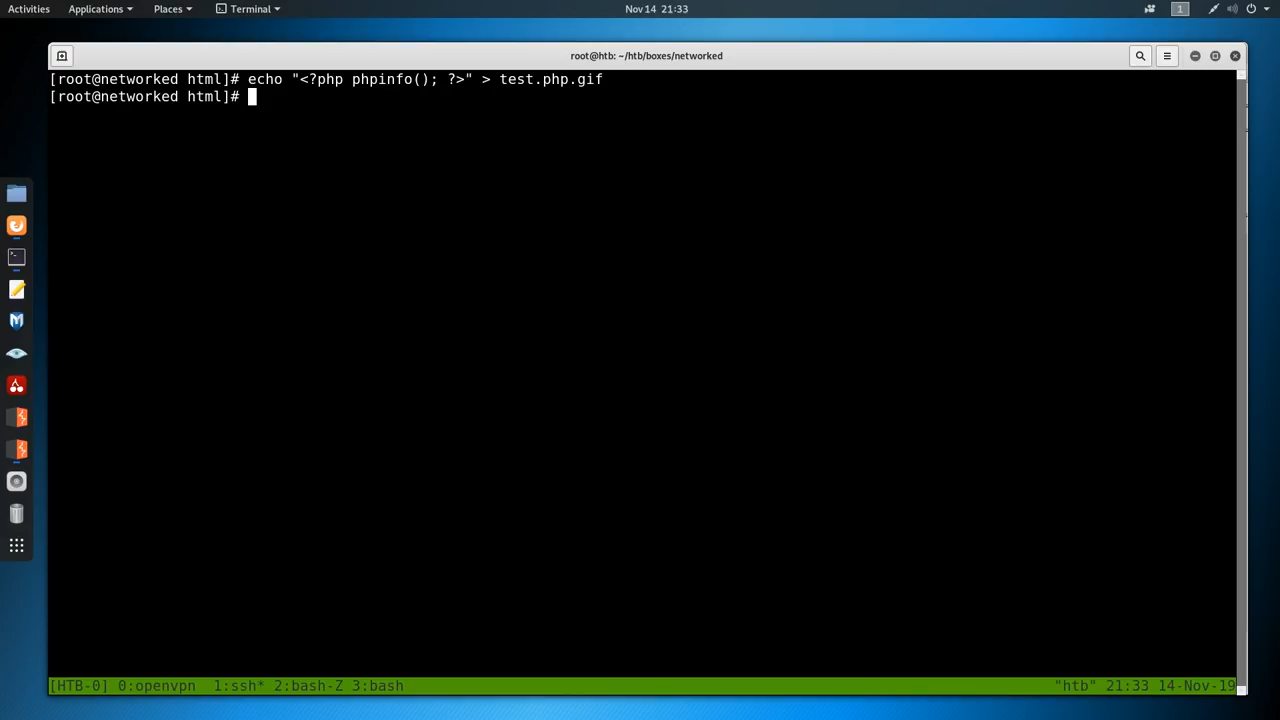 Activities Applications Places Terminal Nov 14 21:33 1
root@htb: ~/htb/boxes/networked
[root@networked html]# echo "<?php phpinfo(); ?>" > test.php.gif
[root@networked html]#
[HTB-0] 0:openvpn  1:ssh* 2:bash-Z 3:bash "htb" 21:33 14-Nov-19